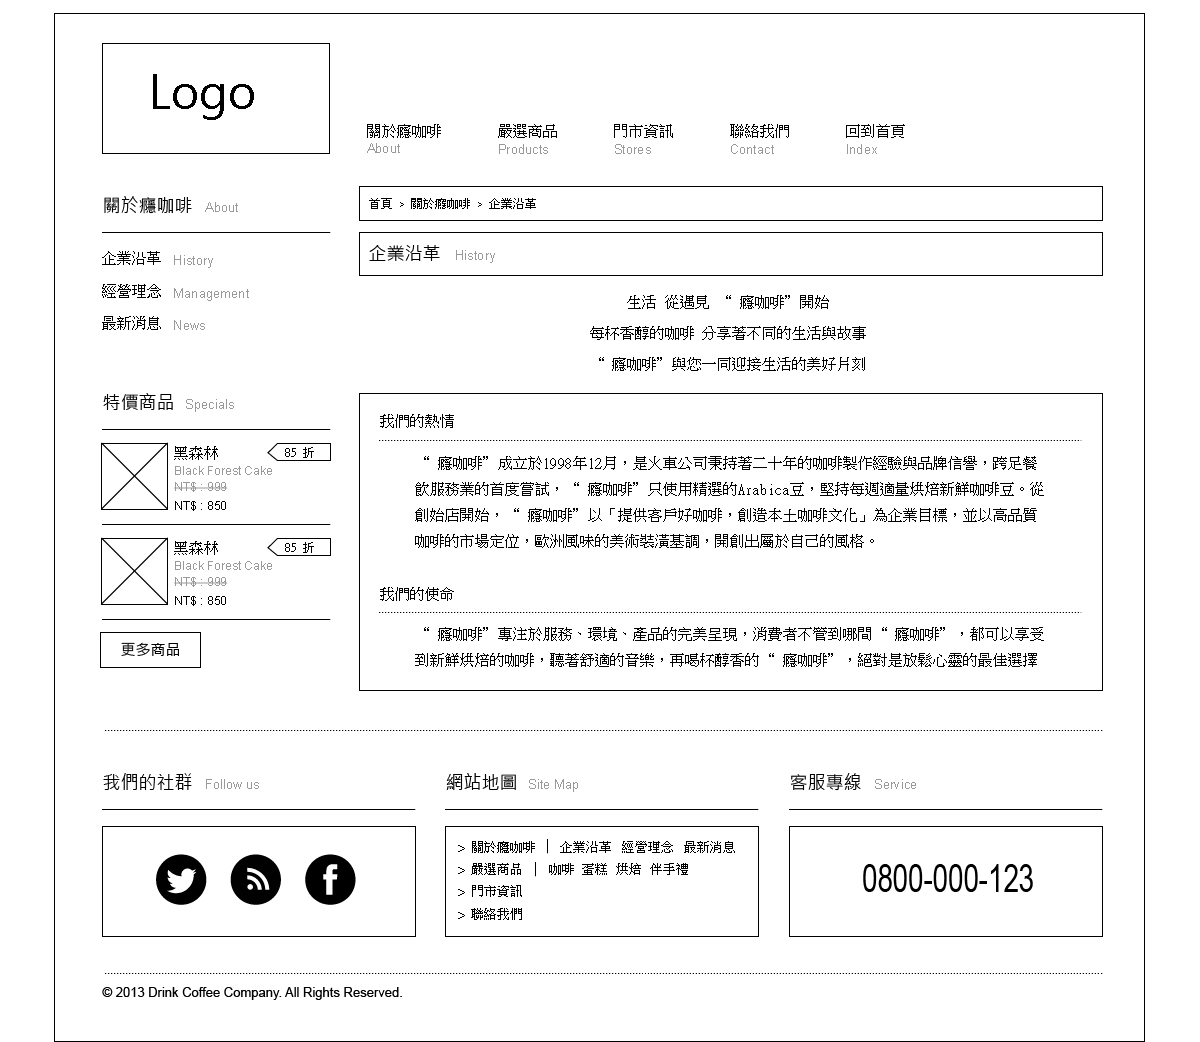 Logo
關於癮咖啡 嚴選商品 門市資訊 聯絡我們 回到首頁
About Products Stores Contact Index
關於癮咖啡 About
企業沿革 History
經營理念 Management
最新消息 News
特價商品 Specials
黑森林 85 折
Black Forest Cake
NT$ : 999
NT$ : 850
黑森林 85 折
Black Forest Cake
NT$ : 999
NT$ : 850
更多商品
首頁 > 關於癮咖啡 > 企業沿革
企業沿革 History
生活 從遇見 “ 癮咖啡” 開始
每杯香醇的咖啡 分享著不同的生活與故事
“ 癮咖啡” 與您一同迎接生活的美好片刻
我們的熱情
“ 癮咖啡” 成立於1998年12月，是火車公司秉持著二十年的咖啡製作經驗與品牌信譽，跨足餐
飲服務業的首度嘗試， “ 癮咖啡” 只使用精選的Arabica豆，堅持每週適量烘焙新鮮咖啡豆。從
創始店開始， “ 癮咖啡” 以「提供客戶好咖啡，創造本土咖啡文化」為企業目標，並以高品質
咖啡的市場定位，歐洲風味的美術裝潢基調，開創出屬於自己的風格。
我們的使命
“ 癮咖啡” 專注於服務、環境、產品的完美呈現，消費者不管到哪間 “ 癮咖啡” ，都可以享受
到新鮮烘焙的咖啡，聽著舒適的音樂，再喝杯醇香的 “ 癮咖啡” ，絕對是放鬆心靈的最佳選擇
我們的社群 Follow us
網站地圖 Site Map
> 關於癮咖啡 | 企業沿革 經營理念 最新消息
> 嚴選商品 | 咖啡 蛋糕 烘焙 伴手禮
> 門市資訊
> 聯絡我們
客服專線 Service
0800-000-123
© 2013 Drink Coffee Company. All Rights Reserved.